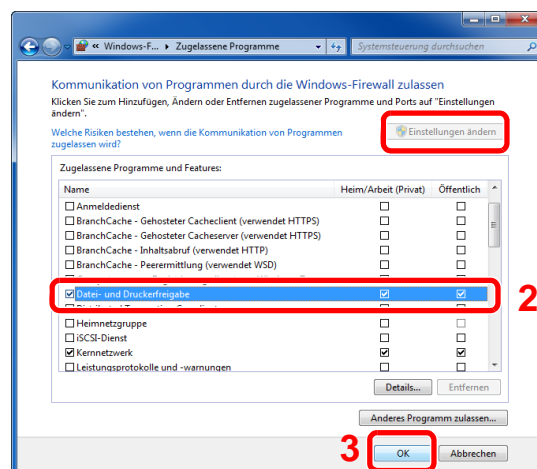 « Windows-F... ▸ Zugelassene Programme
Systemsteuerung durchsuchen
Kommunikation von Programmen durch die Windows-Firewall zulassen
Klicken Sie zum Hinzufügen, Ändern oder Entfernen zugelassener Programme und Ports auf "Einstellungen
ändern".
Welche Risiken bestehen, wenn die Kommunikation von Programmen
zugelassen wird?
Einstellungen ändern
Zugelassene Programme und Features:
Name Heim/Arbeit (Privat) Öffentlich
Anmeldedienst
BranchCache - Gehosteter Cacheclient (verwendet HTTPS)
BranchCache - Gehosteter Cacheserver (verwendet HTTPS)
BranchCache - Inhaltsabruf (verwendet HTTP)
BranchCache - Peerermittlung (verwendet WSD)
Datei- und Druckerfreigabe
2
Heimnetzgruppe
iSCSI-Dienst
Kernnetzwerk
Leistungsprotokolle und -warnungen
Details... Entfernen
Anderes Programm zulassen...
3
OK Abbrechen